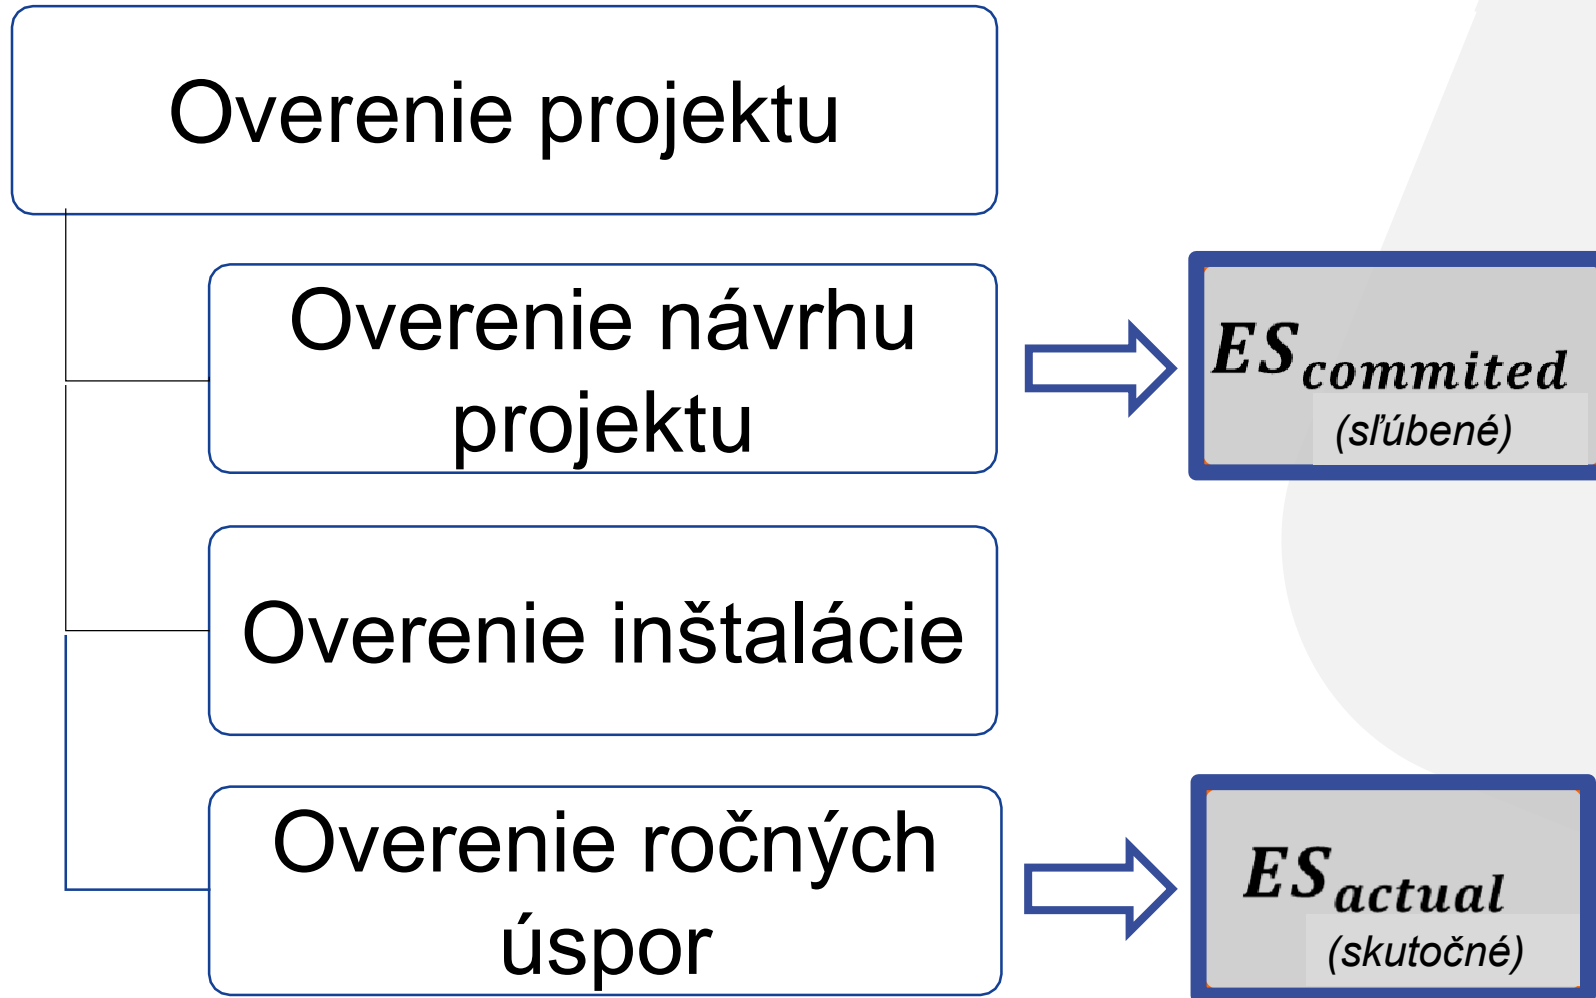 Overenie projektu
Overenie návrhu
projektu
ES commited
(sľúbené)
Overenie inštalácie
Overenie ročných
úspor
ES actual
(skutočné)